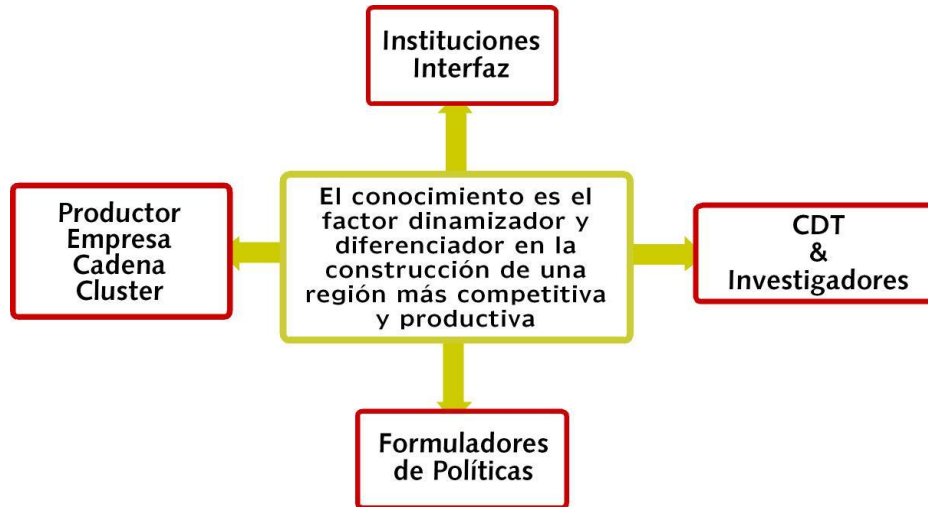 Instituciones
Interfaz
Productor
Empresa
Cadena
Cluster
El conocimiento es el
factor dinamizador y
diferenciador en la
construcción de una
región más competitiva
y productiva
CDT
&
Investigadores
Formuladores
de Políticas